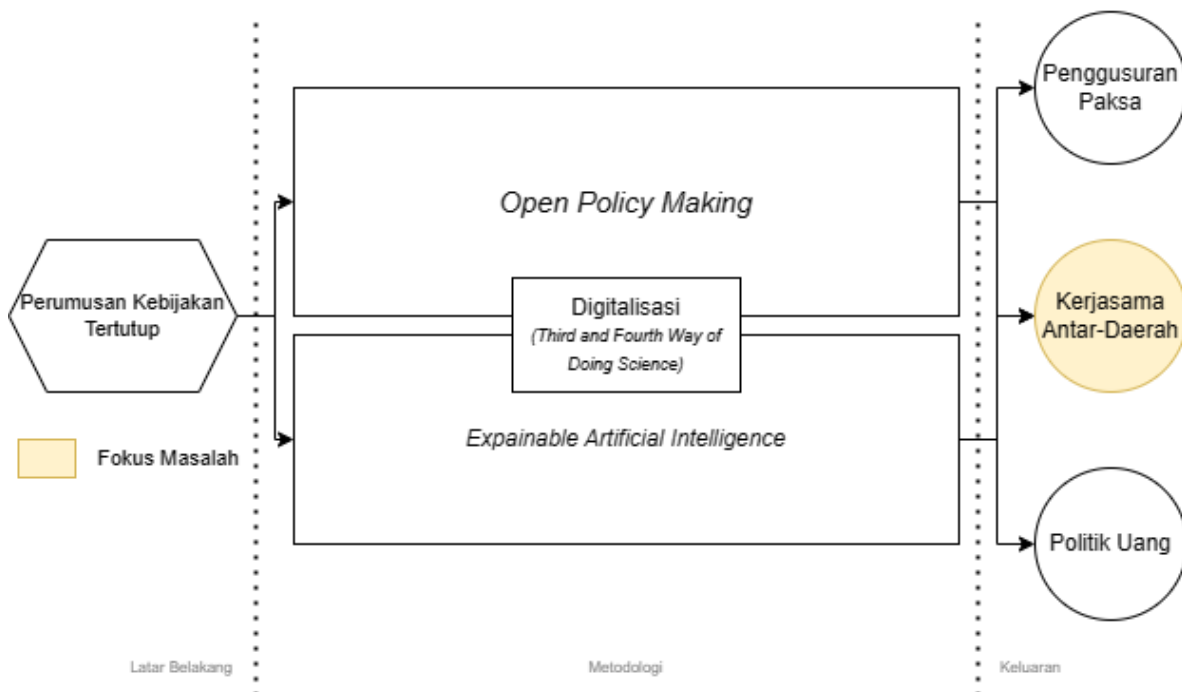 Penggusuran
Paksa
Open Policy Making
Perumusan Kebijakan
Tertutup
Digitalisasi
(Third and Fourth Way of
Doing Science)
Kerjasama
Antar-Daerah
Expainable Artificial Intelligence
Fokus Masalah
Politik Uang
Latar Belakang
Metodologi
Keluaran